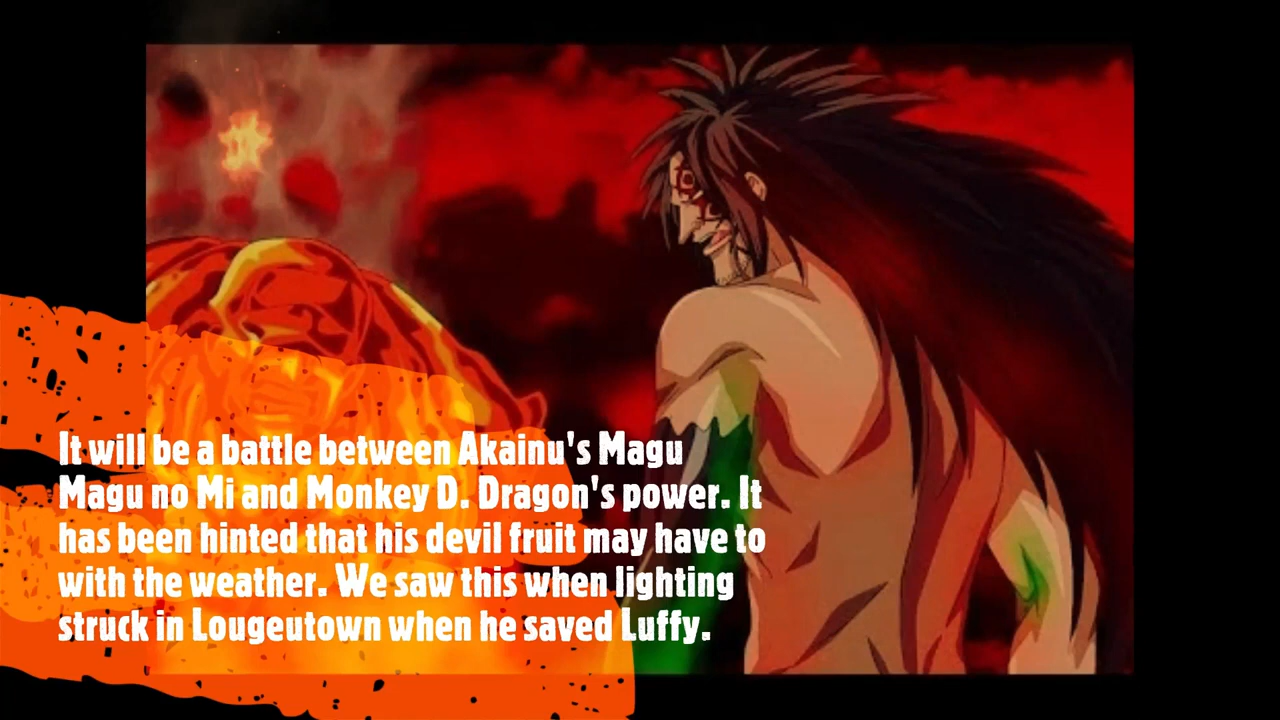 It will be a battle between Akainu's Magu
Magu no Mi and Monkey D. Dragon's power. It
has been hinted that his devil fruit may have to
with the weather. We saw this when lighting
struck in Lougeutown when he saved Luffy.